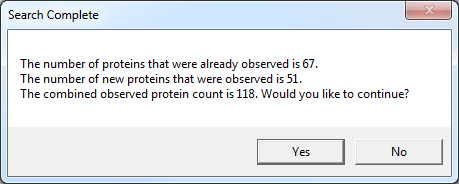 Search Complete
The number of proteins that were already observed is 67.
The number of new proteins that were observed is 51.
The combined observed protein count is 118. Would you like to continue?
Yes No